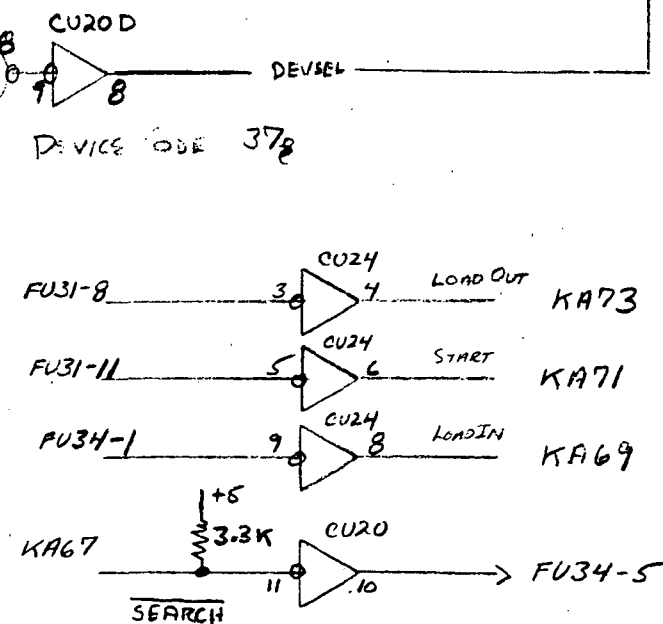 CU20D
8
9 8 DEVSEL
DEVICE CODE 378
CU24
FU31-8 3 4 LOAD OUT KA73
CU24
FU31-11 5 6 START KA71
CU24
FU34-1 9 8 LOADIN KA69
+5
3.3K
CU20
KA67
11 10 FU34-5
SEARCH